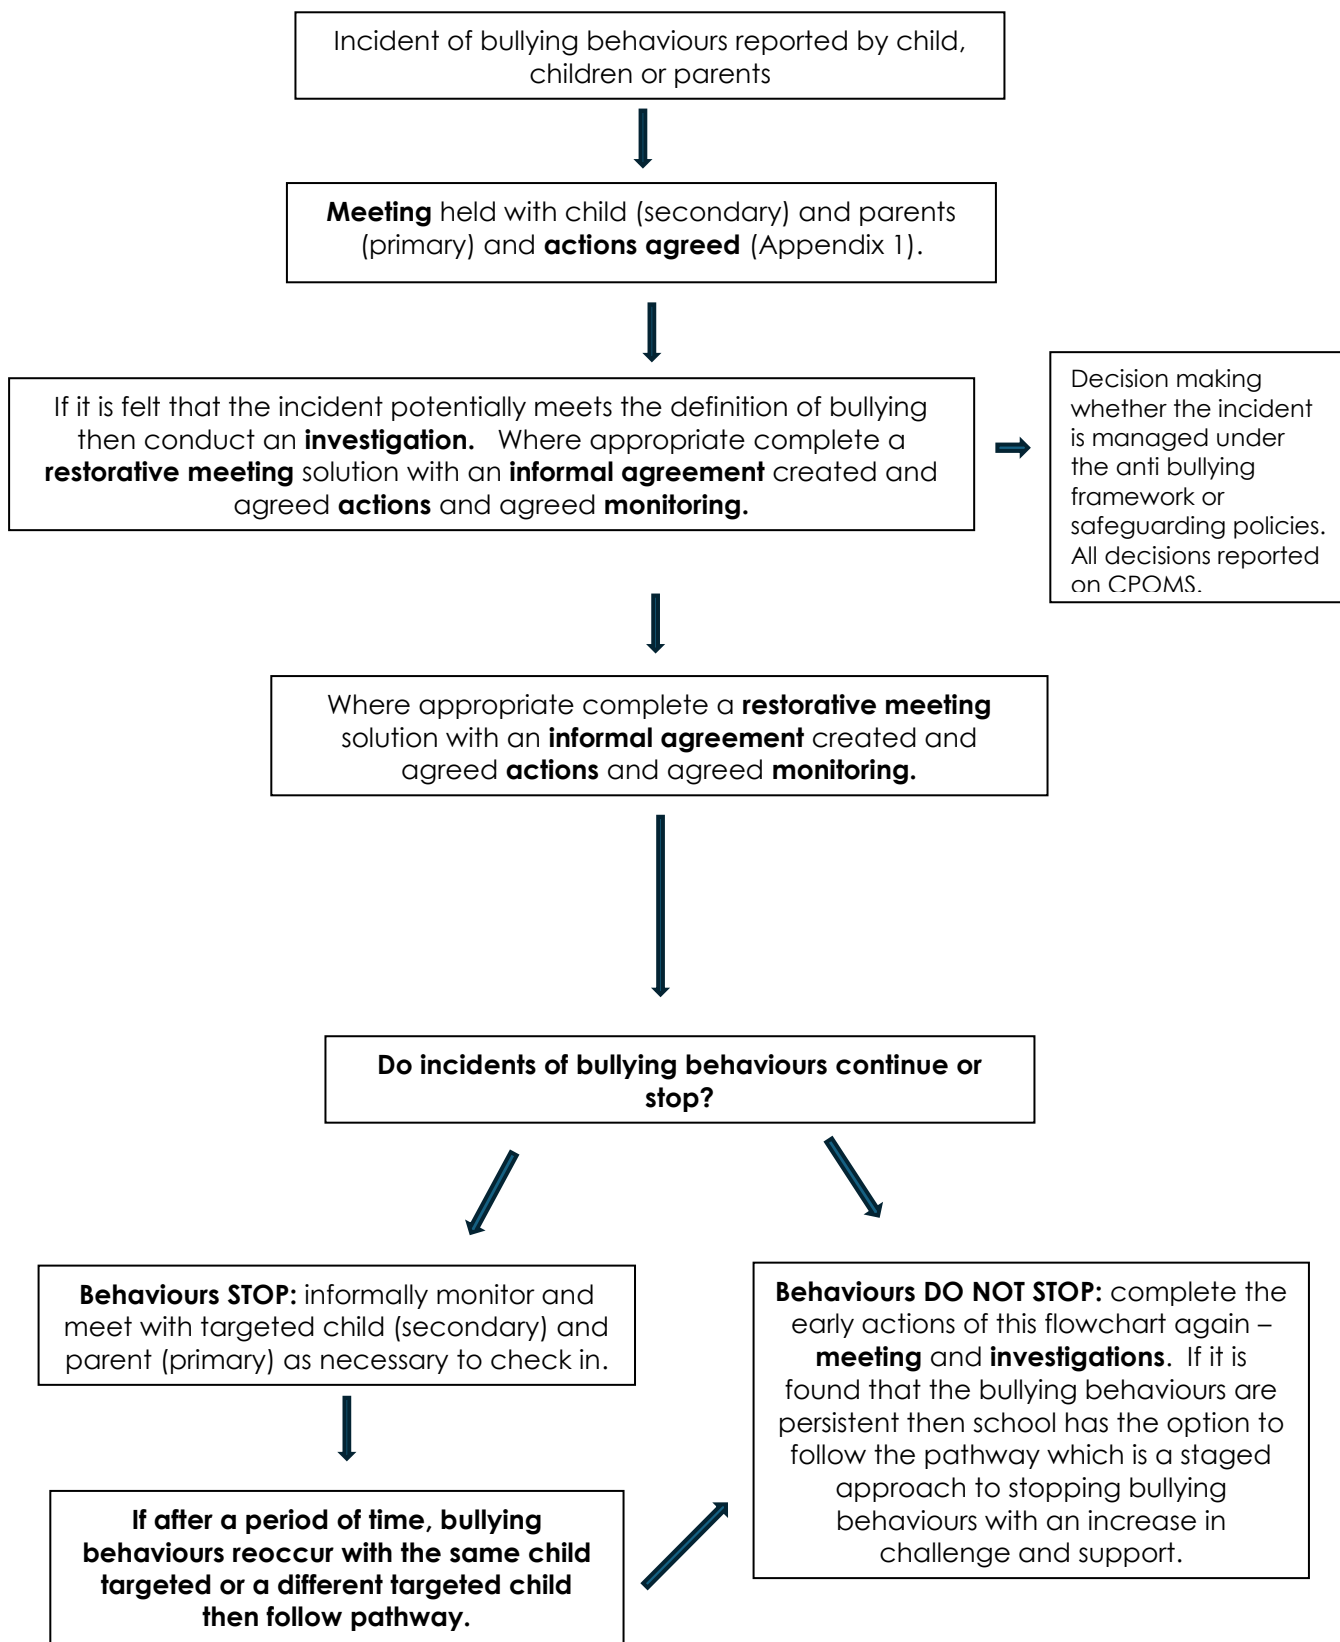 Incident of bullying behaviours reported by child,
children or parents
Meeting held with child (secondary) and parents
(primary) and actions agreed (Appendix 1).
If it is felt that the incident potentially meets the definition of bullying
then conduct an investigation.   Where appropriate complete a
restorative meeting solution with an informal agreement created and
agreed actions and agreed monitoring.
Decision making
whether the incident
is managed under
the anti bullying
framework or
safeguarding policies.
All decisions reported
on CPOMS.
Where appropriate complete a restorative meeting
solution with an informal agreement created and
agreed actions and agreed monitoring.
Do incidents of bullying behaviours continue or
stop?
Behaviours STOP: informally monitor and
meet with targeted child (secondary) and
parent (primary) as necessary to check in.
If after a period of time, bullying
behaviours reoccur with the same child
targeted or a different targeted child
then follow pathway.
Behaviours DO NOT STOP: complete the
early actions of this flowchart again –
meeting and investigations.  If it is
found that the bullying behaviours are
persistent then school has the option to
follow the pathway which is a staged
approach to stopping bullying
behaviours with an increase in
challenge and support.